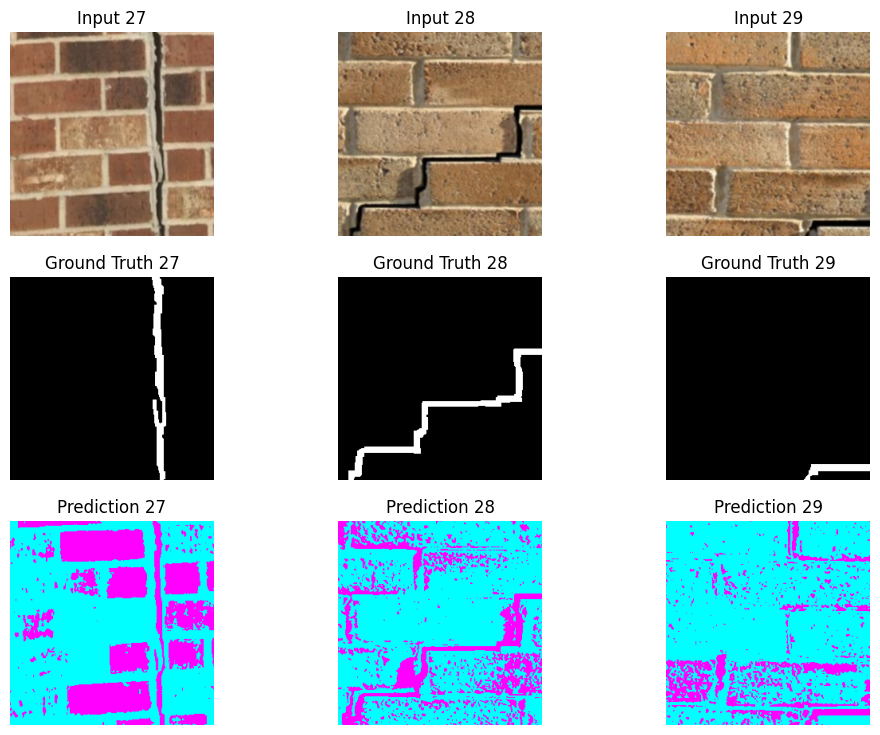 Input 27
Input 28
Input 29
Ground Truth 27
Ground Truth 28
Ground Truth 29
Prediction 27
Prediction 28
Prediction 29